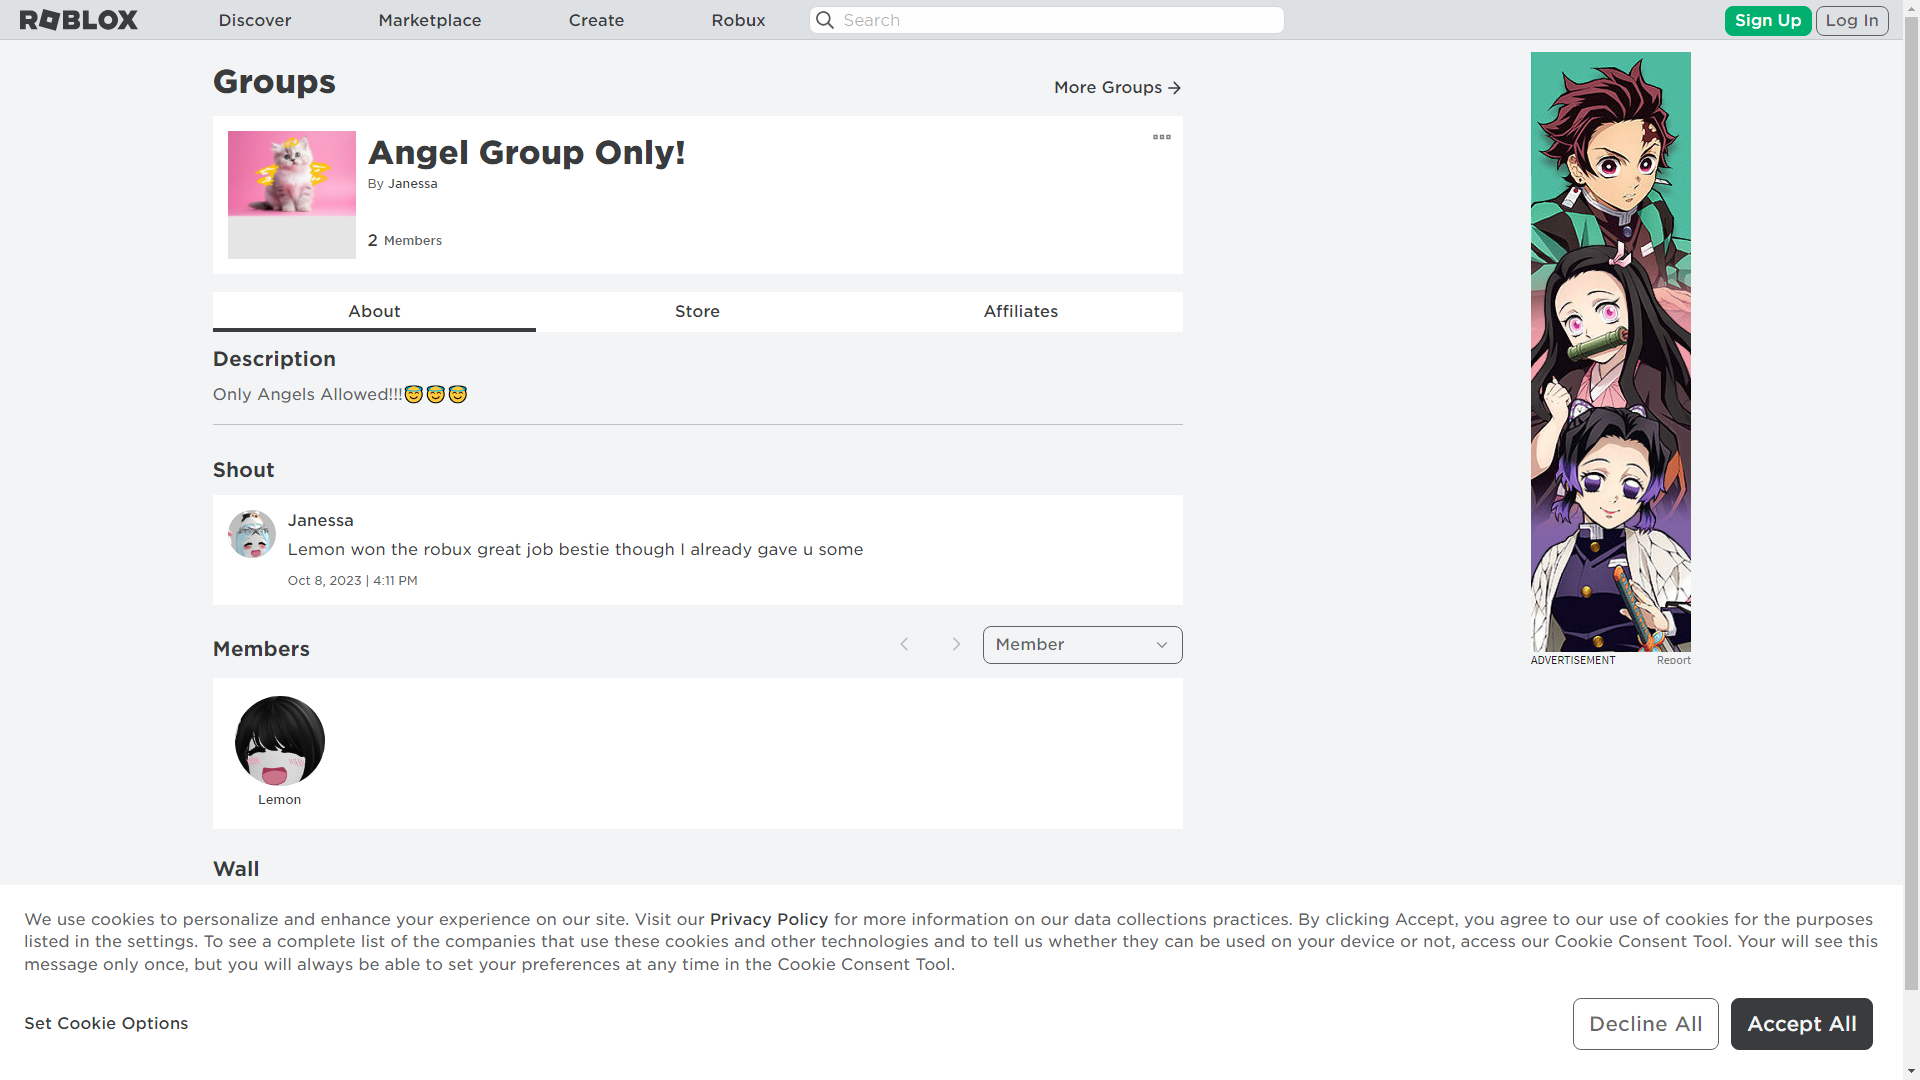 ROBLOX
Discover
Marketplace
Create
Robux
Search
Sign Up
Log In
Groups
More Groups
Angel Group Only!
By Janessa
2 Members
About
Store
Affiliates
Description
Only Angels Allowed!!!😇😇😇
Shout
Janessa
Lemon won the robux great job bestie though I already gave u some
Oct 8, 2023 | 4:11 PM
Members
Member
Lemon
Wall
ADVERTISEMENT
Report
We use cookies to personalize and enhance your experience on our site. Visit our Privacy Policy for more information on our data collections practices. By clicking Accept, you agree to our use of cookies for the purposes
listed in the settings. To see a complete list of the companies that use these cookies and other technologies and to tell us whether they can be used on your device or not, access our Cookie Consent Tool. Your will see this
message only once, but you will always be able to set your preferences at any time in the Cookie Consent Tool.
Set Cookie Options
Decline All
Accept All